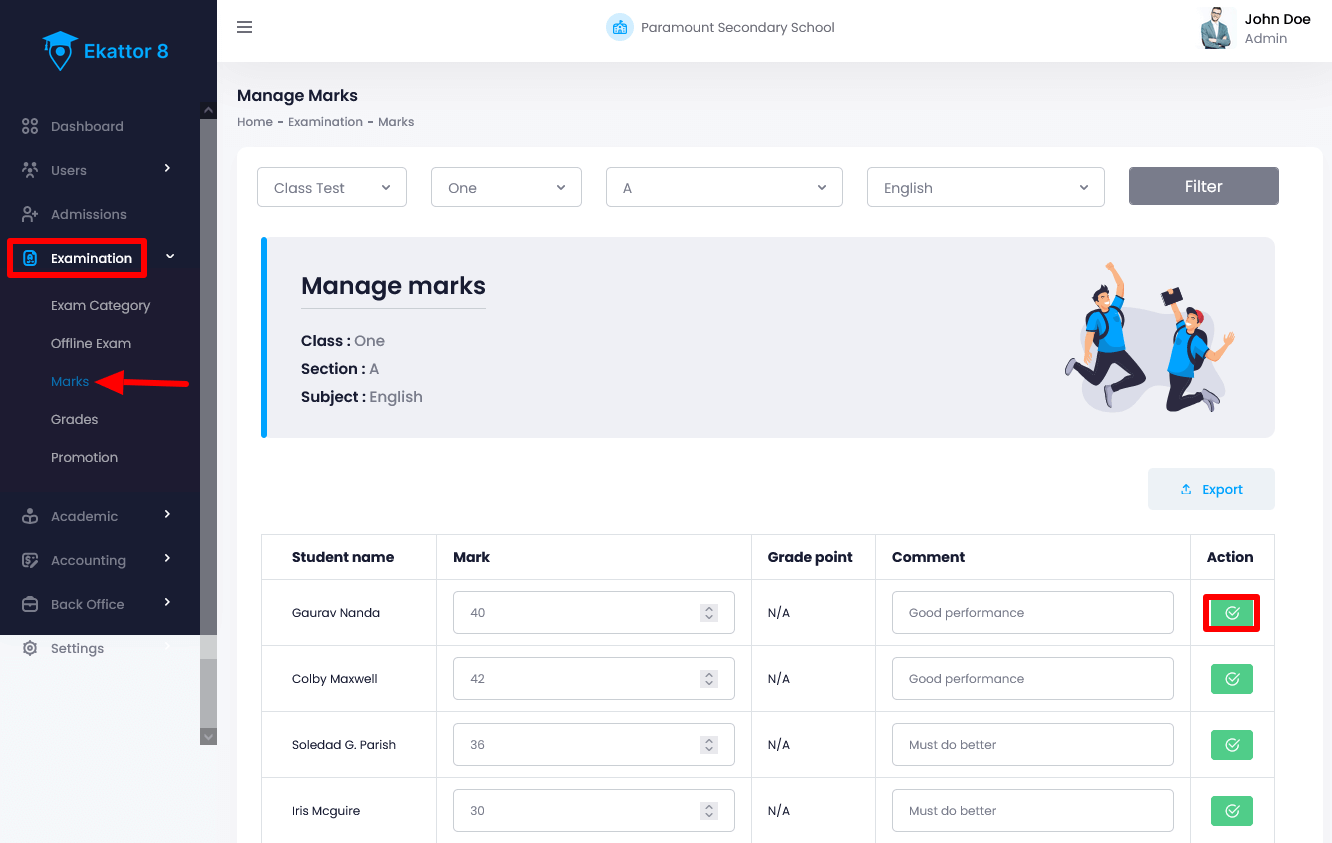 Ekattor 8
Dashboard
Users
Admissions
Examination
Exam Category
Offline Exam
Marks
Grades
Promotion
Academic
Accounting
Back Office
Settings
Paramount Secondary School
John Doe
Admin
Manage Marks
Home - Examination - Marks
Class Test One A English Filter
Manage marks
Class : One
Section : A
Subject : English
Export
Student name Mark Grade point Comment Action
Gaurav Nanda 40 N/A Good performance
Colby Maxwell 42 N/A Good performance
Soledad G. Parish 36 N/A Must do better
Iris Mcguire 30 N/A Must do better